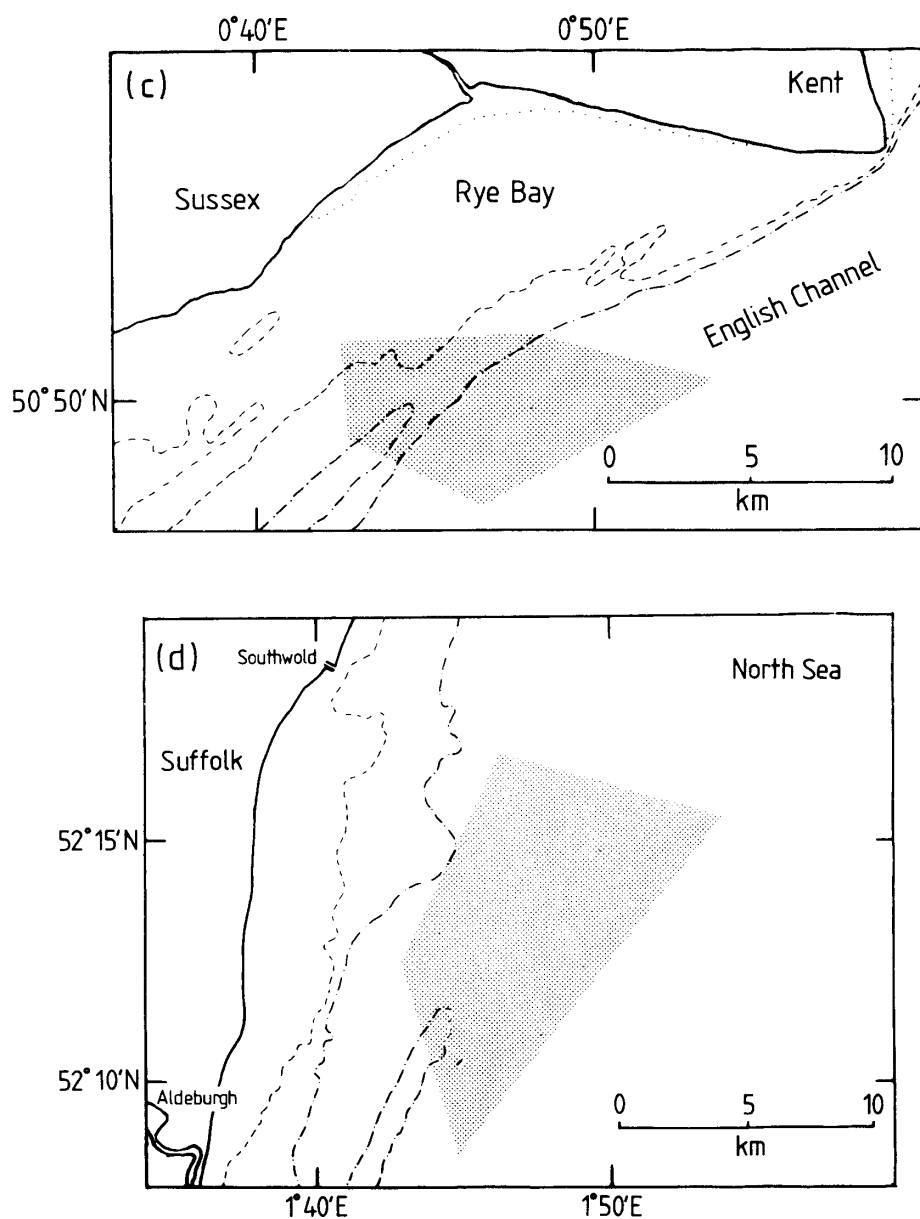 0°40'E 0°50'E
(c)
Kent
Sussex
Rye Bay
English Channel
50°50'N
0 5 10
km
(d)
Southwold
North Sea
Suffolk
52°15'N
52°10'N
Aldeburgh
0 5 10
km
1°40'E 1°50'E